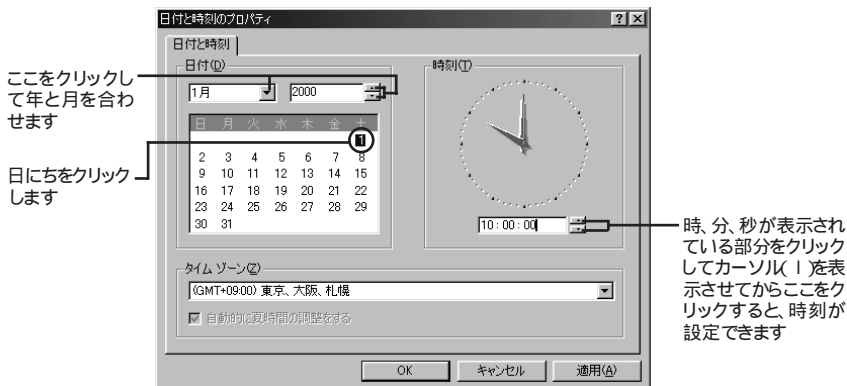 日付と時刻のプロパティ
日付と時刻
日付(D)
1月
2000
日 月 火 水 木 金 土
1
2 3 4 5 6 7 8
9 10 11 12 13 14 15
16 17 18 19 20 21 22
23 24 25 26 27 28 29
30 31
時刻(T)
10:00:00
タイム ゾーン(Z)
(GMT+09:00) 東京、大阪、札幌
自動的に夏時間の調整をする
OK
キャンセル
適用(A)
ここをクリックし
て年と月を合わ
せます
日にちをクリック
します
時、分、秒が表示され
ている部分をクリック
してカーソル(｜)を表
示させてからここをク
リックすると、時刻が
設定できます